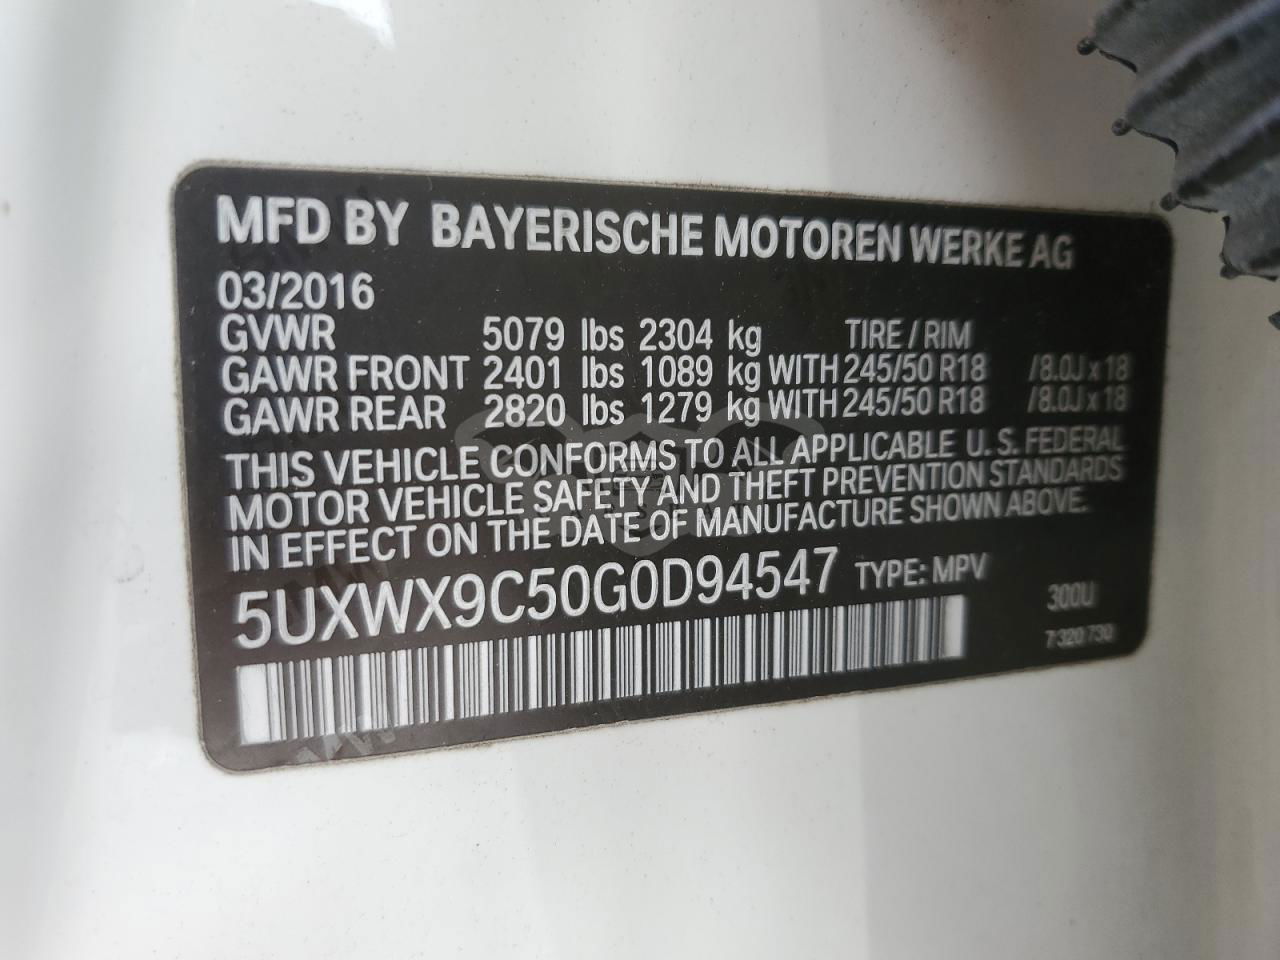 MFD BY BAYERISCHE MOTOREN WERKE AG
03/2016
GVWR 5079 lbs 2304 kg TIRE / RIM
GAWR FRONT 2401 lbs 1089 kg WITH 245/50 R18 /8.0J x 18
GAWR REAR 2820 lbs 1279 kg WITH 245/50 R18 /8.0J x 18
THIS VEHICLE CONFORMS TO ALL APPLICABLE U. S. FEDERAL
MOTOR VEHICLE SAFETY AND THEFT PREVENTION STANDARDS
IN EFFECT ON THE DATE OF MANUFACTURE SHOWN ABOVE.
5UXWX9C50G0D94547 TYPE: MPV
300U
7 320 730